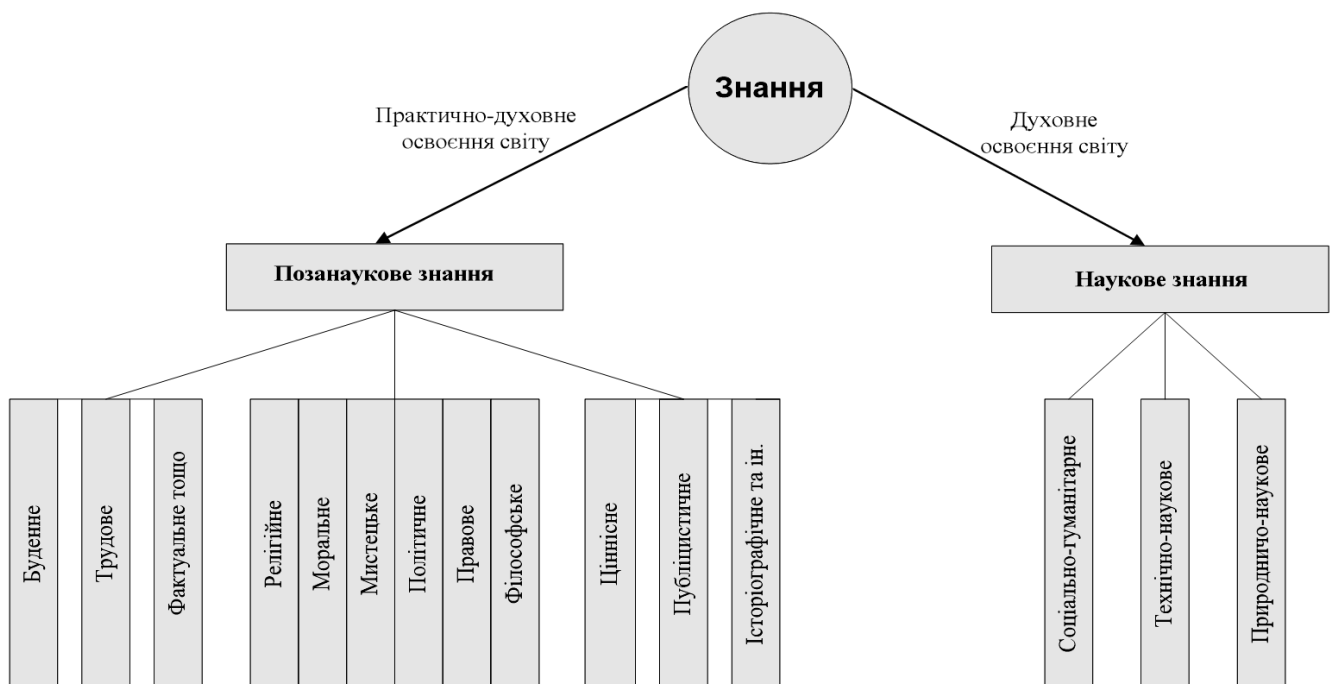 Знання
Практично-духовне
освоєння світу
Духовне
освоєння світу
Позанаукове знання
Наукове знання
Буденне
Трудове
Фактуальне тощо
Релігійне
Моральне
Мистецьке
Політичне
Правове
Філософське
Ціннісне
Публіцистичне
Історіографічне та ін.
Соціально-гуманітарне
Технічно-наукове
Природничо-наукове